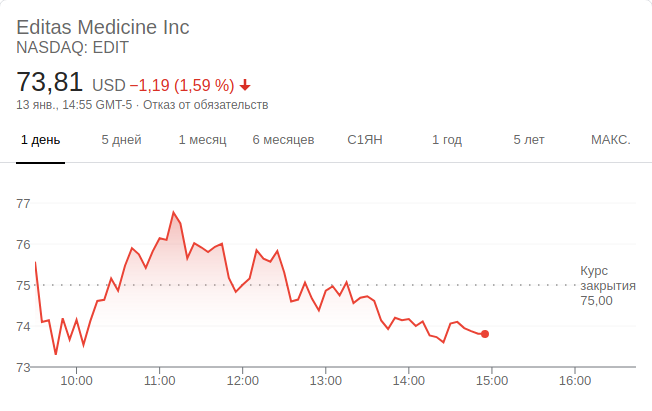 Editas Medicine Inc
NASDAQ: EDIT
73,81 USD −1,19 (1,59 %)
13 янв., 14:55 GMT-5 · Отказ от обязательств
1 день 5 дней 1 месяц 6 месяцев С1ЯН 1 год 5 лет МАКС.
77
76
75
74
73
Курс
закрытия
75,00
10:00 11:00 12:00 13:00 14:00 15:00 16:00